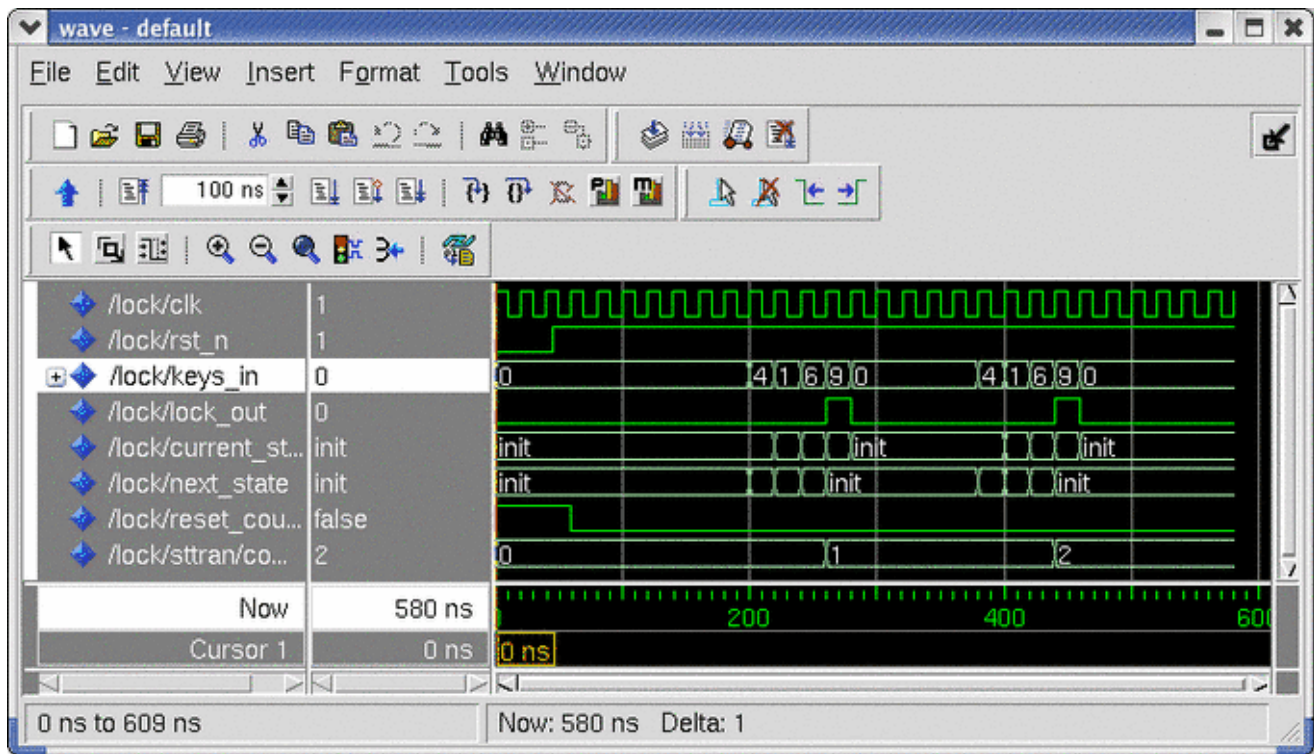 wave - default
File Edit View Insert Format Tools Window
100 ns
/lock/clk 1
/lock/rst_n 1
/lock/keys_in 0 0 4 1 6 9 0 4 1 6 9 0
/lock/lock_out 0
/lock/current_st... init init init init
/lock/next_state init init init init
/lock/reset_cou... false
/lock/sttran/co... 2 0 1 2
Now 580 ns 200 400 600
Cursor 1 0 ns 0 ns
0 ns to 609 ns Now: 580 ns Delta: 1